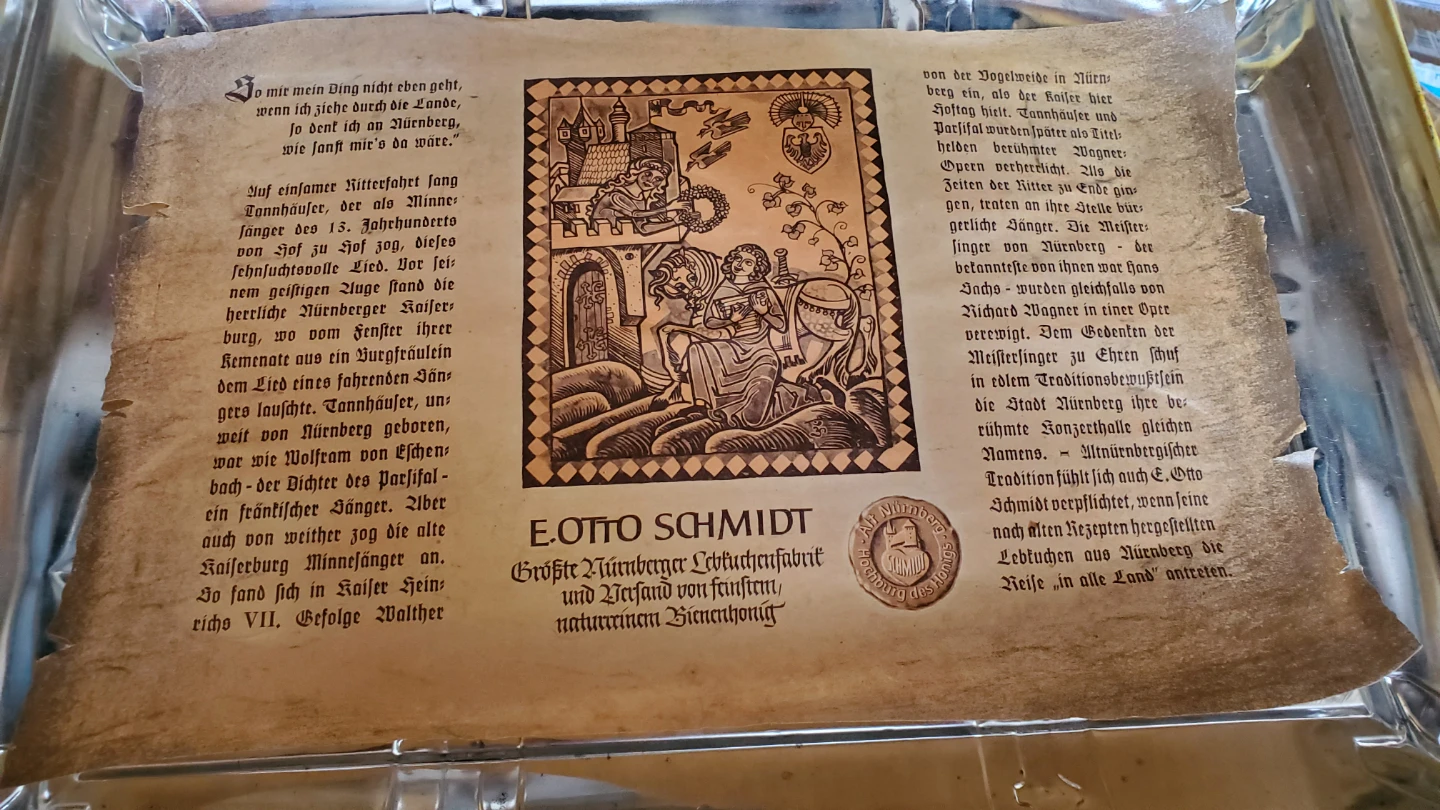 So mir mein Ding nicht eben geht,
wenn ich ziehe durch die Lande,
so denk ich an Nürnberg,
wie sanft mir's da wäre."
Auf einsamer Ritterfahrt sang
Tannhäuser, der als Minne-
sänger des 13. Jahrhunderts
von Hof zu Hof zog, dieses
sehnsuchtsvolle Lied. Vor sei-
nem geistigen Auge stand die
herrliche Nürnberger Kaiser-
burg, wo vom Fenster ihrer
Kemenate aus ein Burgfräulein
dem Lied eines fahrenden Sän-
gers lauschte. Tannhäuser, un-
weit von Nürnberg geboren,
war wie Wolfram von Eschen-
bach - der Dichter des Parsifal -
ein fränkischer Sänger. Aber
auch von weither zog die alte
Kaiserburg Minnesänger an.
So fand sich in Kaiser Hein-
richs VII. Gefolge Walther
von der Vogelweide in Nürn-
berg ein, als der Kaiser hier
Hoftag hielt. Tannhäuser und
Parsifal wurden später als Titel-
helden berühmter Wagner-
Opern verherrlicht. Als die
Zeiten der Ritter zu Ende gin-
gen, traten an ihre Stelle bür-
gerliche Sänger. Die Meister-
singer von Nürnberg - der
bekannteste von ihnen war Hans
Sachs - wurden gleichfalls von
Richard Wagner in einer Oper
verewigt. Dem Gedenken der
Meistersinger zu Ehren schuf
in edlem Traditionsbewußtsein
die Stadt Nürnberg ihre be-
rühmte Konzerthalle gleichen
Namens. – Altnürnbergischer
Tradition fühlt sich auch E. Otto
Schmidt verpflichtet, wenn seine
nach alten Rezepten hergestellten
Lebkuchen aus Nürnberg die
Reise „in alle Land" antreten.
E. OTTO SCHMIDT
Größte Nürnberger Lebkuchenfabrik
und Versand von feinstem,
naturreinem Bienenhonig
Alt Nürnberger
SCHMIDT
Hochburg des Honigs